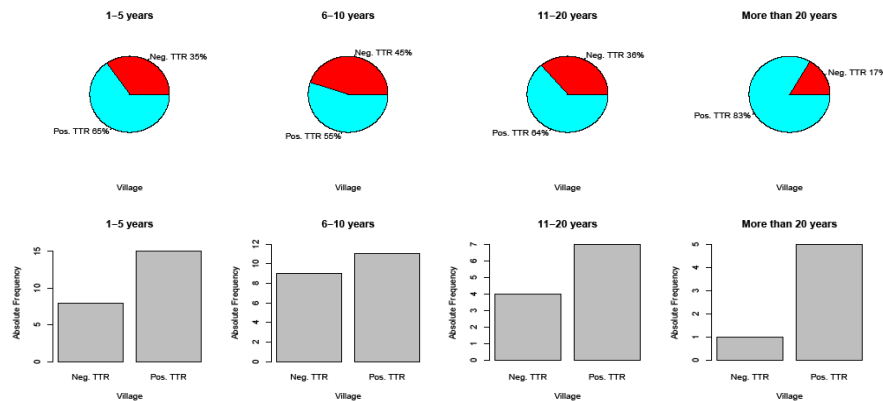 1–5 years
6–10 years
11–20 years
More than 20 years
Neg. TTR 35%
Neg. TTR 45%
Neg. TTR 36%
Neg. TTR 17%
Pos. TTR 65%
Pos. TTR 55%
Pos. TTR 64%
Pos. TTR 83%
Village
Village
Village
Village
1–5 years
6–10 years
11–20 years
More than 20 years
Absolute Frequency
15
10
5
0
Neg. TTR
Pos. TTR
Village
Absolute Frequency
12
10
8
6
4
2
0
Neg. TTR
Pos. TTR
Village
Absolute Frequency
7
6
5
4
3
2
1
0
Neg. TTR
Pos. TTR
Village
Absolute Frequency
5
4
3
2
1
0
Neg. TTR
Pos. TTR
Village